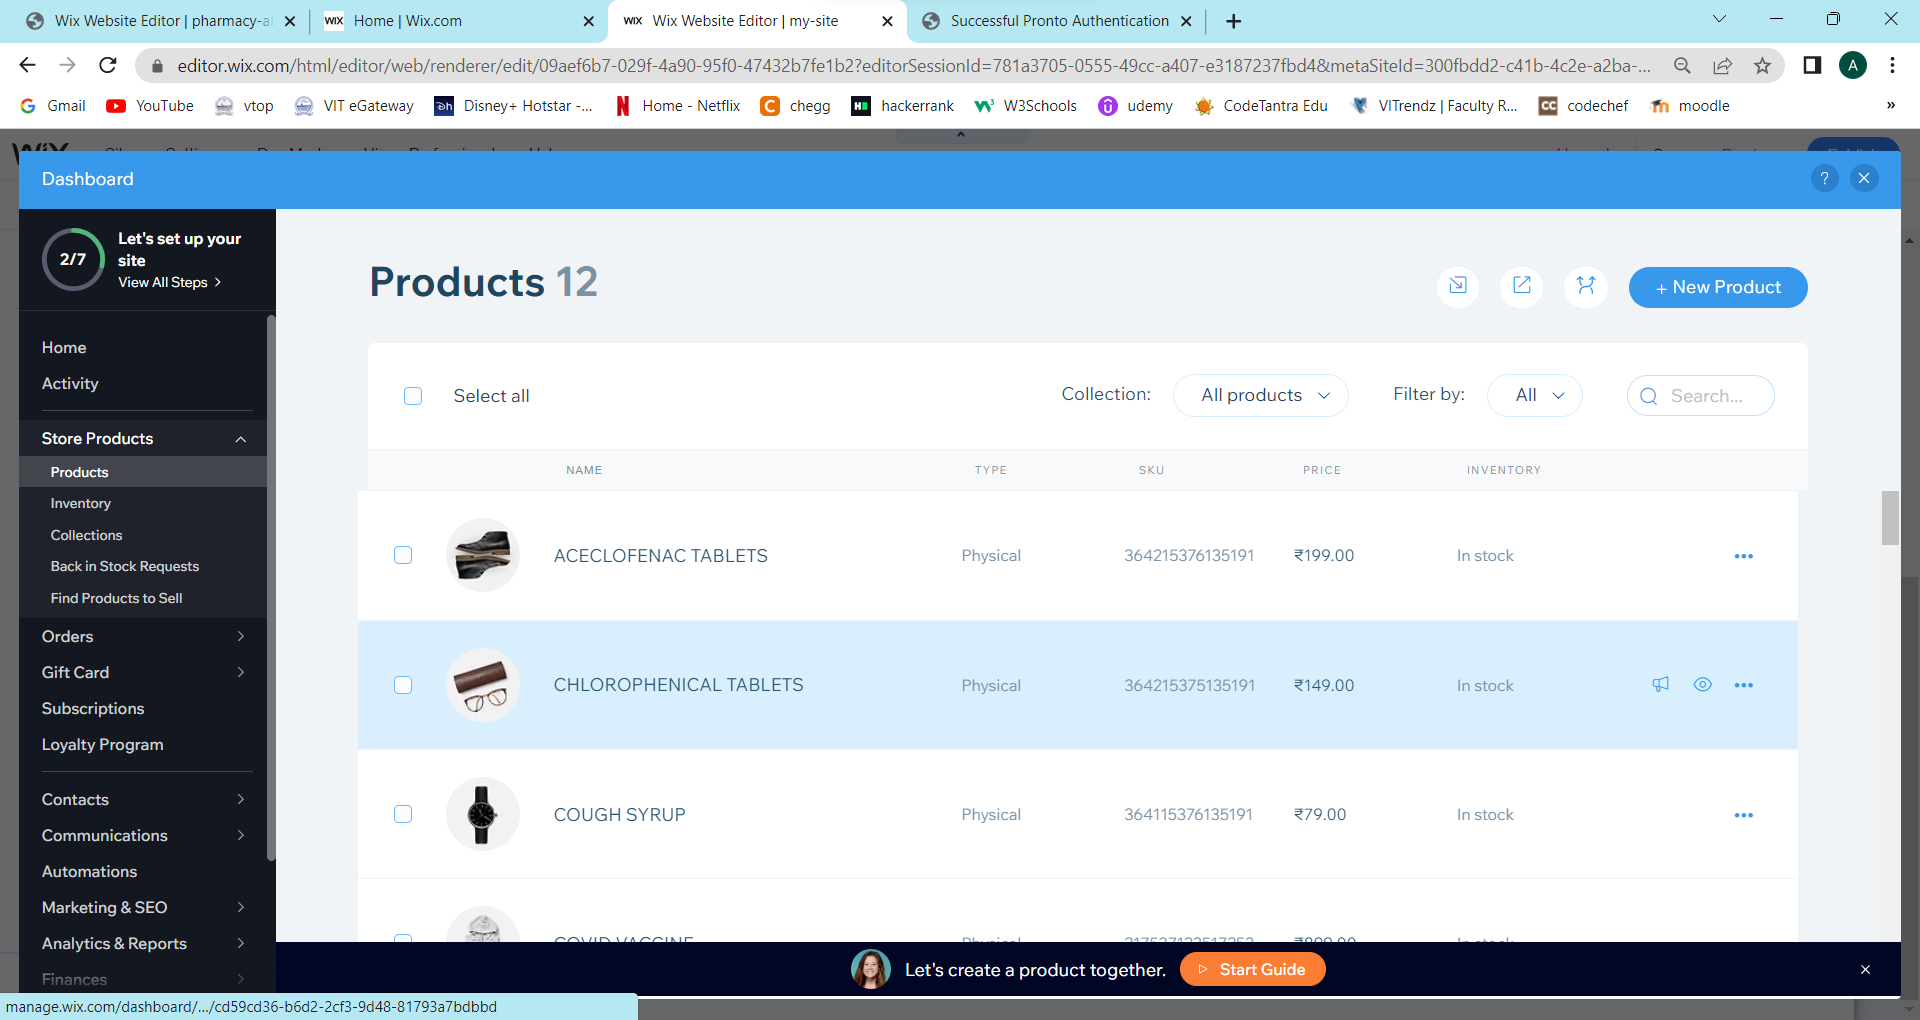 Wix Website Editor | pharmacy-al
WIX Home | Wix.com
WIX Wix Website Editor | my-site
Successful Pronto Authentication
editor.wix.com/html/editor/web/renderer/edit/09aef6b7-029f-4a90-95f0-47432b7fe1b2?editorSessionId=781a3705-0555-49cc-a407-e3187237fbd4&metaSiteId=300fbdd2-c41b-4c2e-a2ba-...
A
Gmail YouTube vtop VIT eGateway Disney+ Hotstar -... Home - Netflix chegg hackerrank W3Schools udemy CodeTantra Edu VITrendz | Faculty R... codechef moodle »
Dashboard
?
2/7
Let's set up your
site
View All Steps >
Home
Activity
Store Products
Products
Inventory
Collections
Back in Stock Requests
Find Products to Sell
Orders
Gift Card
Subscriptions
Loyalty Program
Contacts
Communications
Automations
Marketing & SEO
Analytics & Reports
Finances
Products 12
+ New Product
Select all
Collection: All products
Filter by: All
Search...
NAME TYPE SKU PRICE INVENTORY
ACECLOFENAC TABLETS Physical 364215376135191 ₹199.00 In stock
CHLOROPHENICAL TABLETS Physical 364215375135191 ₹149.00 In stock
COUGH SYRUP Physical 364115376135191 ₹79.00 In stock
COVID VACCINE Physical
Let's create a product together.
Start Guide
manage.wix.com/dashboard/.../cd59cd36-b6d2-2cf3-9d48-81793a7bdbbd